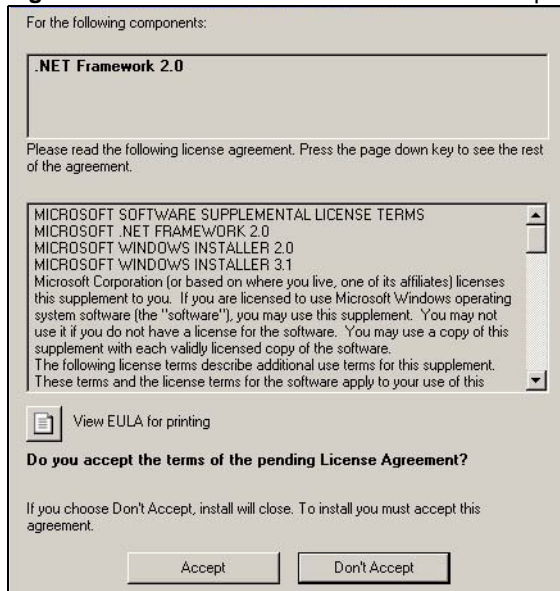 For the following components:
.NET Framework 2.0
Please read the following license agreement. Press the page down key to see the rest
of the agreement.
MICROSOFT SOFTWARE SUPPLEMENTAL LICENSE TERMS
MICROSOFT .NET FRAMEWORK 2.0
MICROSOFT WINDOWS INSTALLER 2.0
MICROSOFT WINDOWS INSTALLER 3.1
Microsoft Corporation (or based on where you live, one of its affiliates) licenses
this supplement to you.  If you are licensed to use Microsoft Windows operating
system software (the "software"), you may use this supplement.  You may not
use it if you do not have a license for the software.  You may use a copy of this
supplement with each validly licensed copy of the software.
The following license terms describe additional use terms for this supplement.
These terms and the license terms for the software apply to your use of this
View EULA for printing
Do you accept the terms of the pending License Agreement?
If you choose Don't Accept, install will close. To install you must accept this
agreement.
Accept
Don't Accept